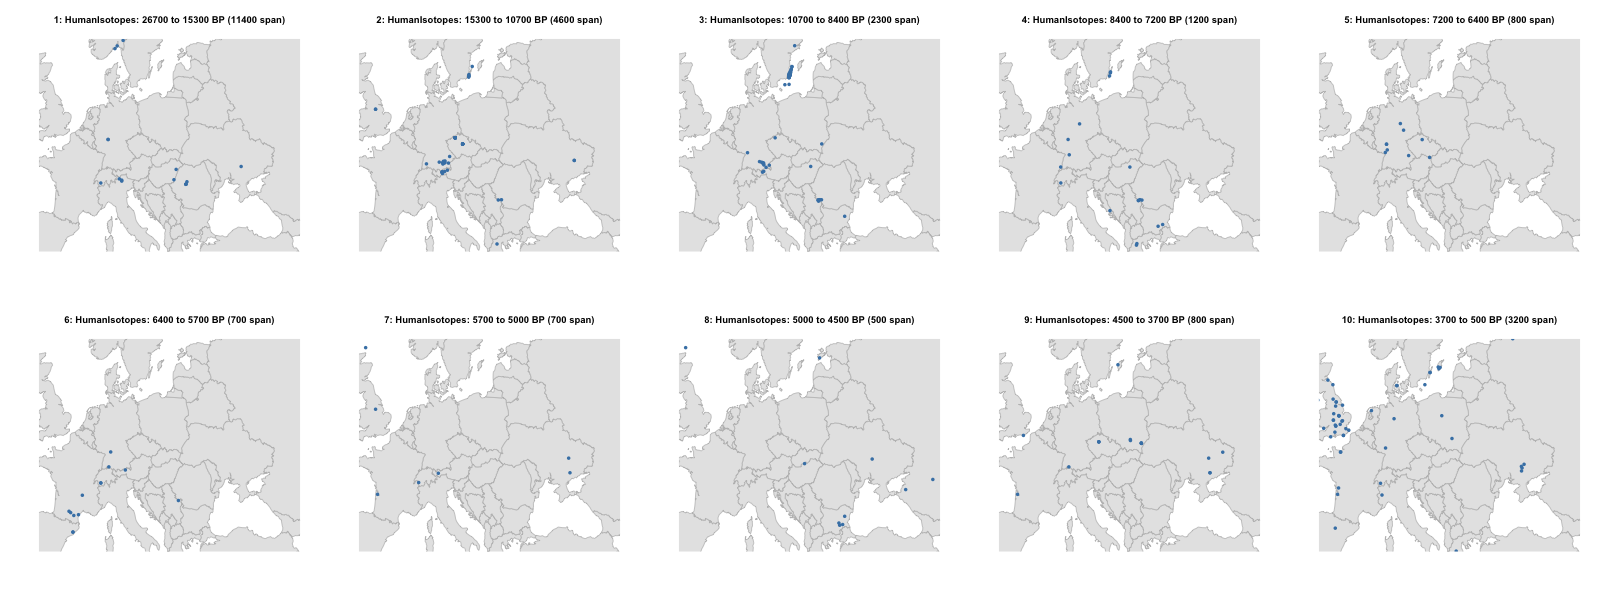 1: HumanIsotopes: 26700 to 15300 BP (11400 span)
2: HumanIsotopes: 15300 to 10700 BP (4600 span)
3: HumanIsotopes: 10700 to 8400 BP (2300 span)
4: HumanIsotopes: 8400 to 7200 BP (1200 span)
5: HumanIsotopes: 7200 to 6400 BP (800 span)
6: HumanIsotopes: 6400 to 5700 BP (700 span)
7: HumanIsotopes: 5700 to 5000 BP (700 span)
8: HumanIsotopes: 5000 to 4500 BP (500 span)
9: HumanIsotopes: 4500 to 3700 BP (800 span)
10: HumanIsotopes: 3700 to 500 BP (3200 span)